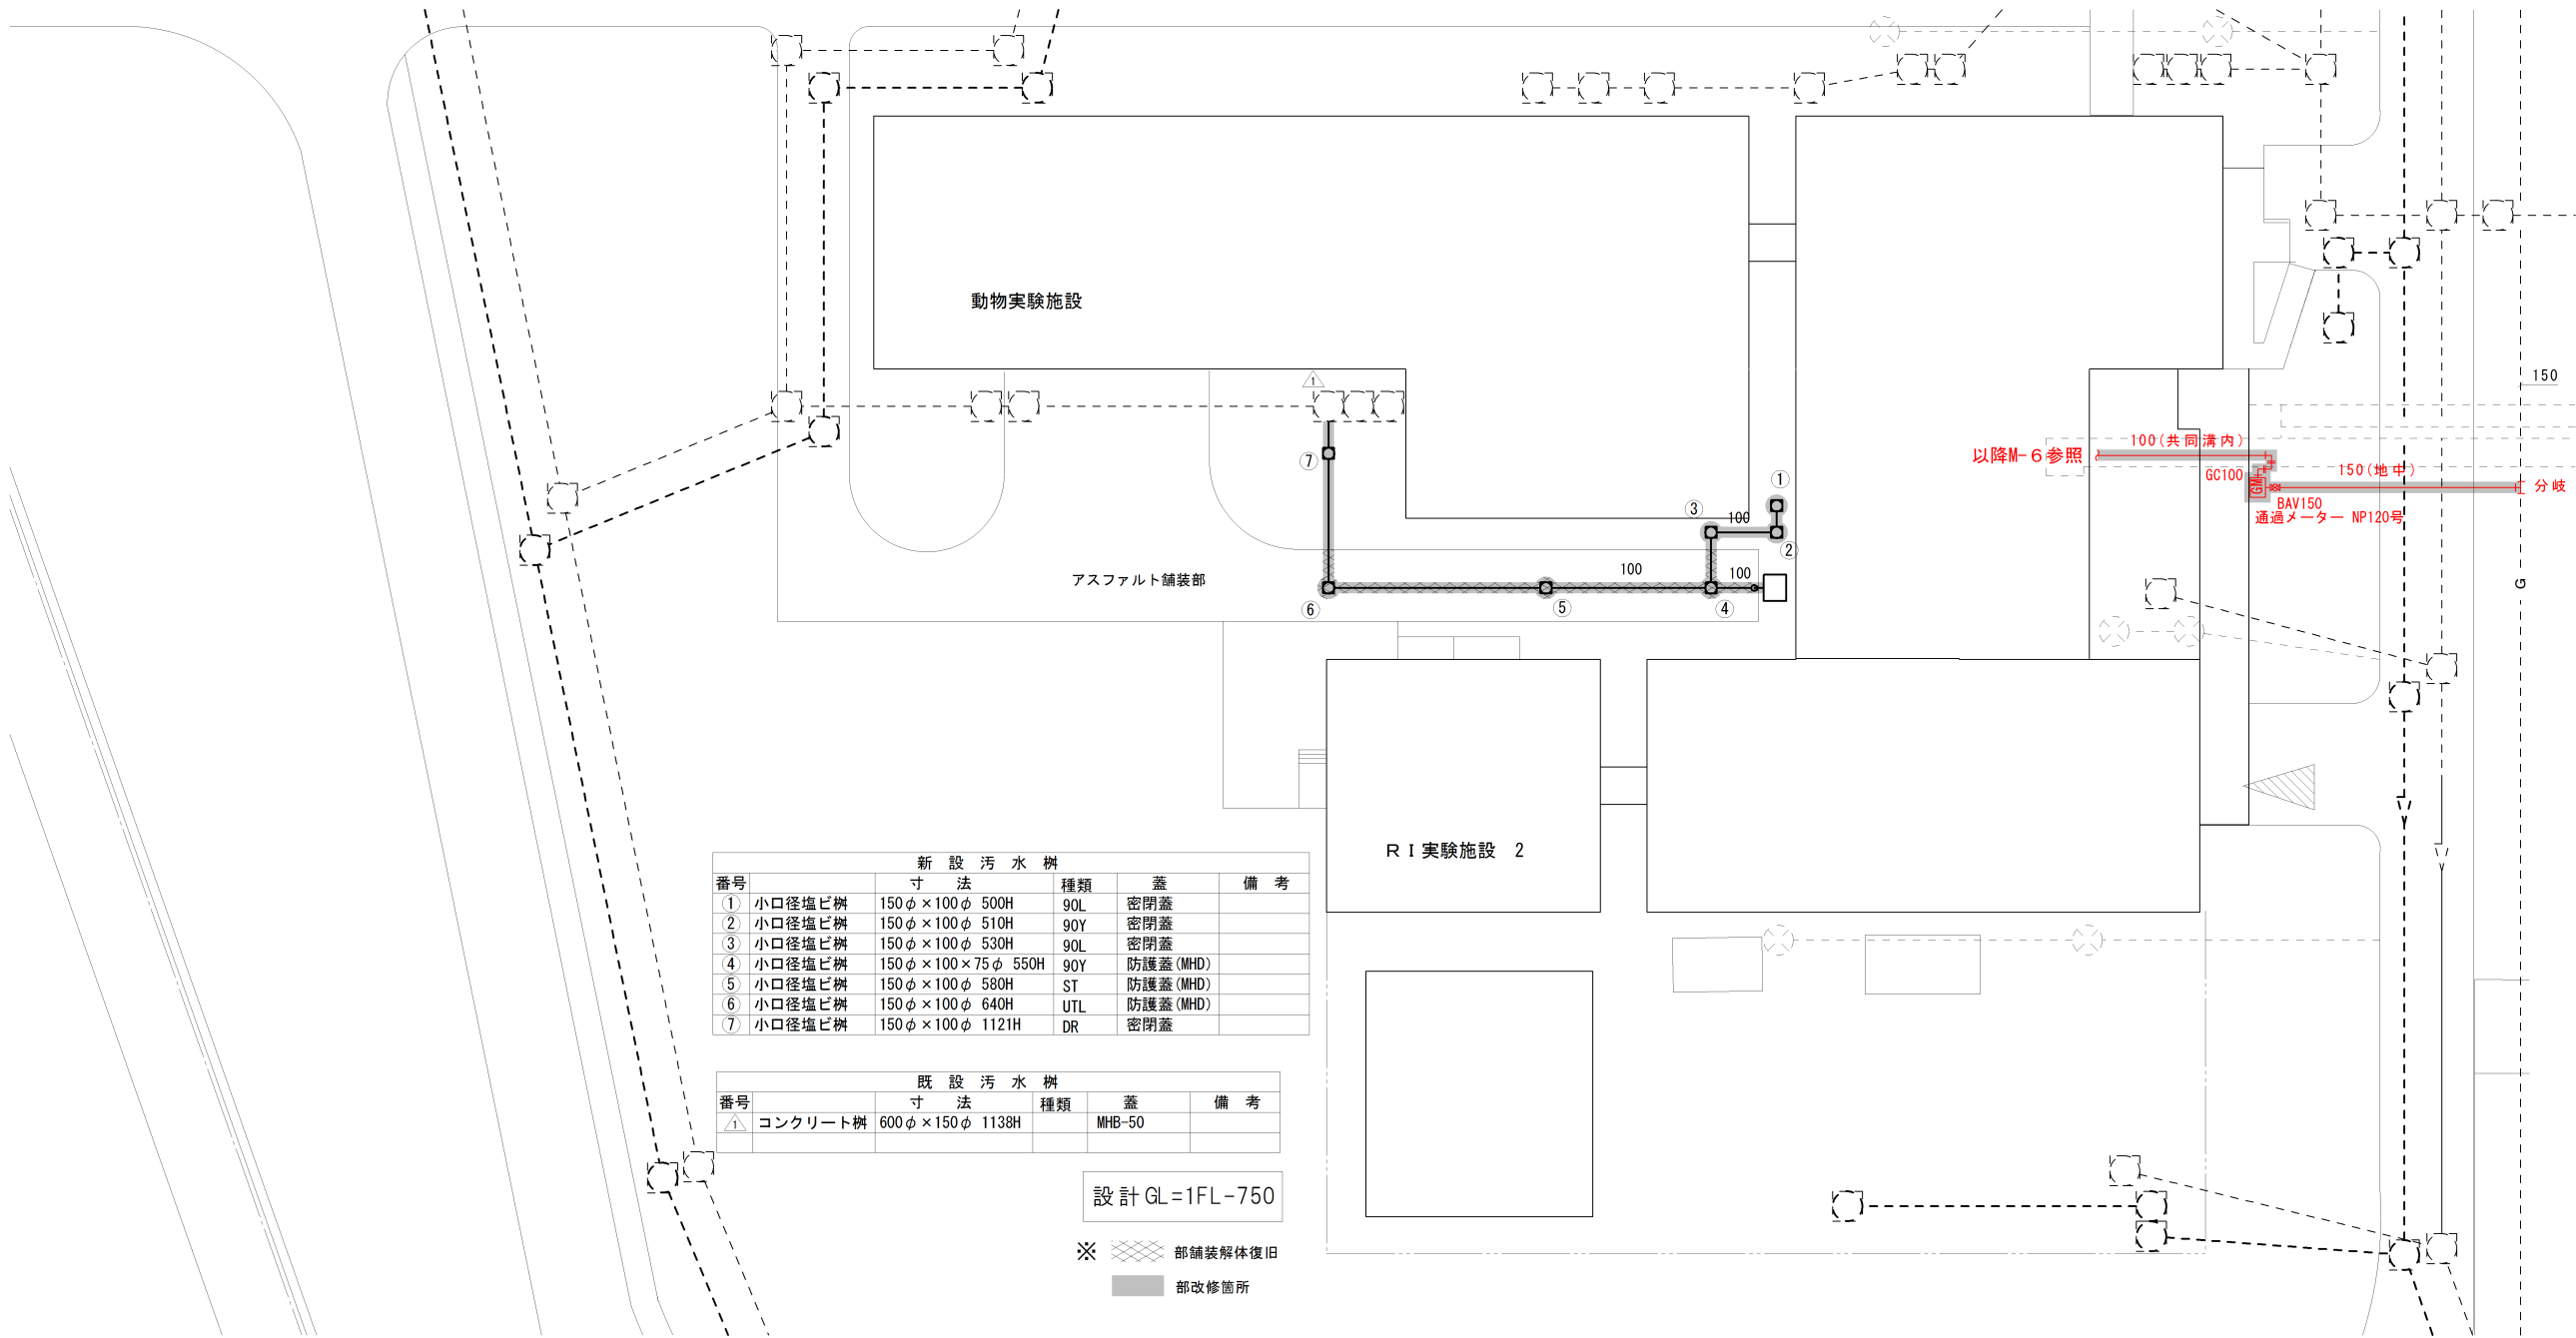 動物実験施設
1
150
100(共同溝内)
以降M-6参照
GC100
GM
150(地中)
分岐
BAV150
通過メーター NP120号
⑦
①
③
100
②
G
アスファルト舗装部
100
100
⑥
⑤
④
RI実験施設 2
新 設 汚 水 桝
番号 寸 法 種類 蓋 備 考
① 小口径塩ビ桝 150φ×100φ 500H 90L 密閉蓋
② 小口径塩ビ桝 150φ×100φ 510H 90Y 密閉蓋
③ 小口径塩ビ桝 150φ×100φ 530H 90L 密閉蓋
④ 小口径塩ビ桝 150φ×100×75φ 550H 90Y 防護蓋(MHD)
⑤ 小口径塩ビ桝 150φ×100φ 580H ST 防護蓋(MHD)
⑥ 小口径塩ビ桝 150φ×100φ 640H UTL 防護蓋(MHD)
⑦ 小口径塩ビ桝 150φ×100φ 1121H DR 密閉蓋
既 設 汚 水 桝
番号 寸 法 種類 蓋 備 考
1 コンクリート桝 600φ×150φ 1138H MHB-50
設計GL=1FL-750
※ 部舗装解体復旧
部改修箇所